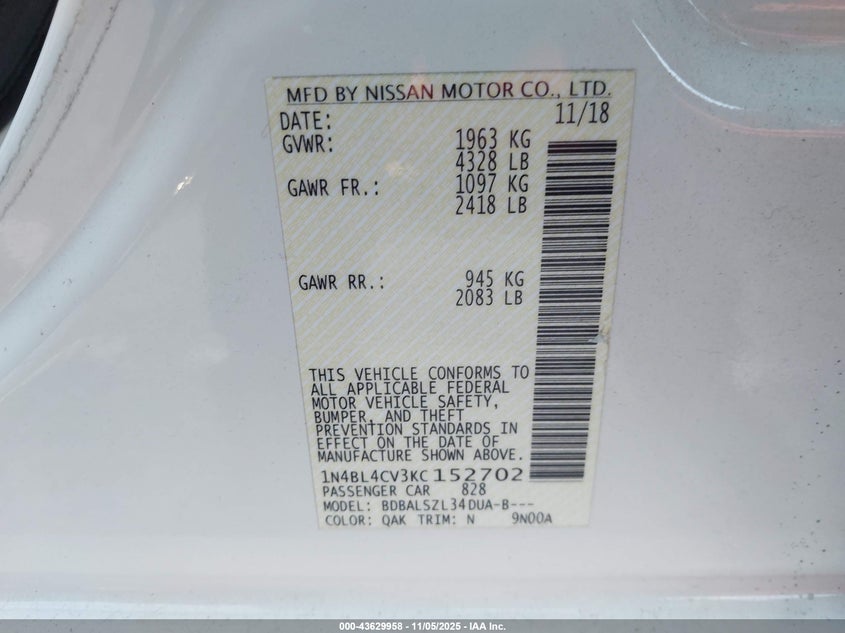 MFD BY NISSAN MOTOR CO., LTD.
DATE: 11/18
GVWR: 1963 KG
4328 LB
GAWR FR.: 1097 KG
2418 LB
GAWR RR.: 945 KG
2083 LB
THIS VEHICLE CONFORMS TO
ALL APPLICABLE FEDERAL
MOTOR VEHICLE SAFETY,
BUMPER, AND THEFT
PREVENTION STANDARDS IN
EFFECT ON THE DATE OF
MANUFACTURE SHOWN ABOVE.
1N4BL4CV3KC152702
PASSENGER CAR 828
MODEL: BDBALSZL34DUA-B---
COLOR: QAK TRIM: N 9N00A
000-43629958 - 11/05/2025 - IAA Inc.